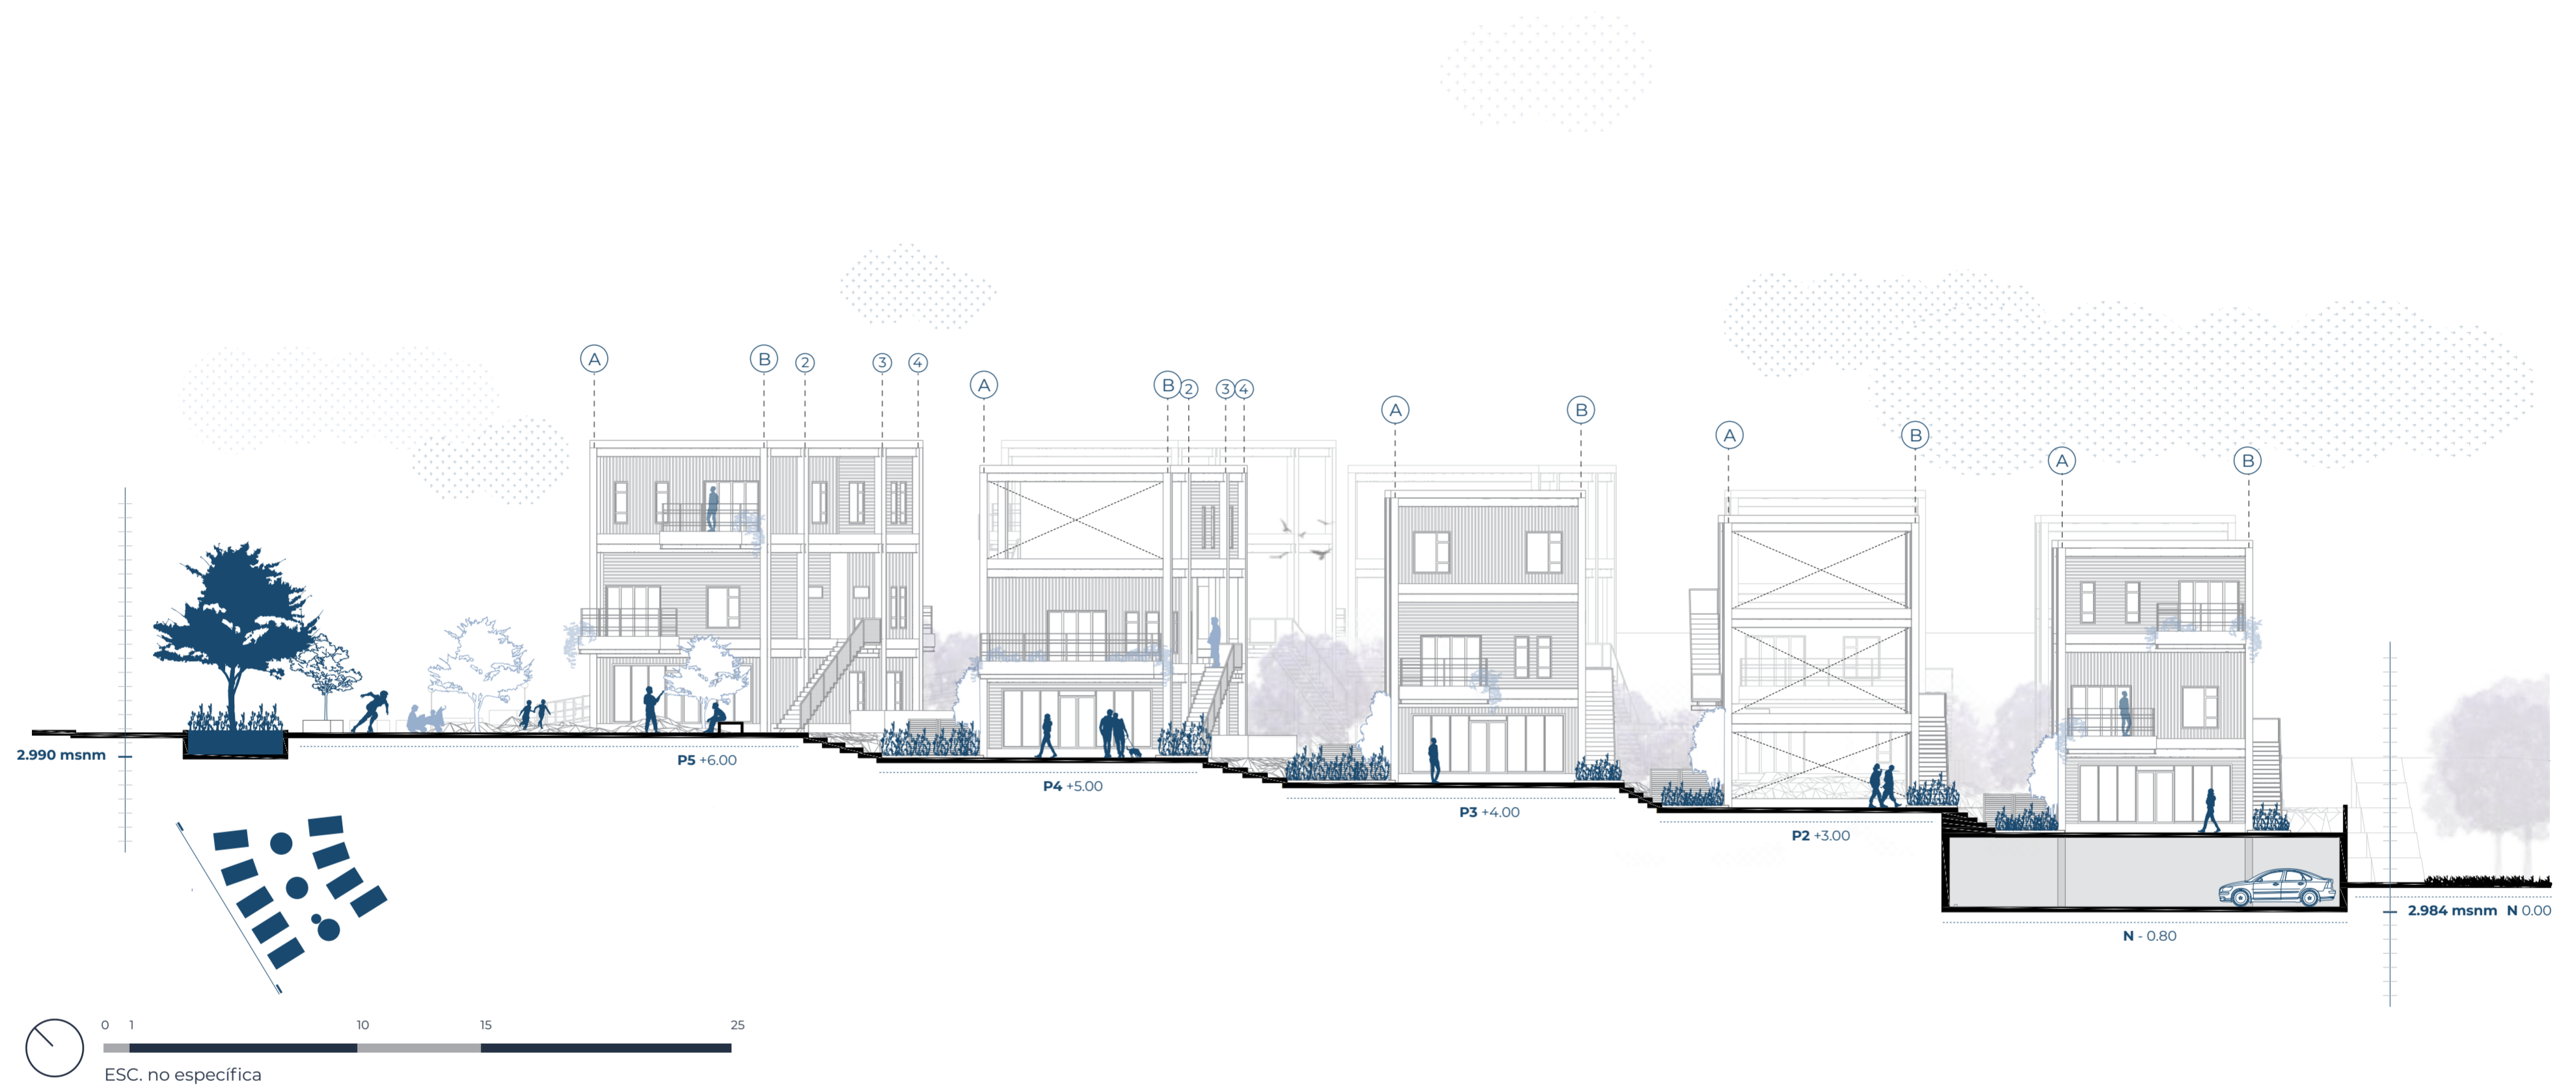 A B 2 3 4
A B 2 3 4
A B
A B
A B
2.990 msnm
P5 +6.00
P4 +5.00
P3 +4.00
P2 +3.00
2.984 msnm N 0.00
N - 0.80
0 1 10 15 25
ESC. no específica